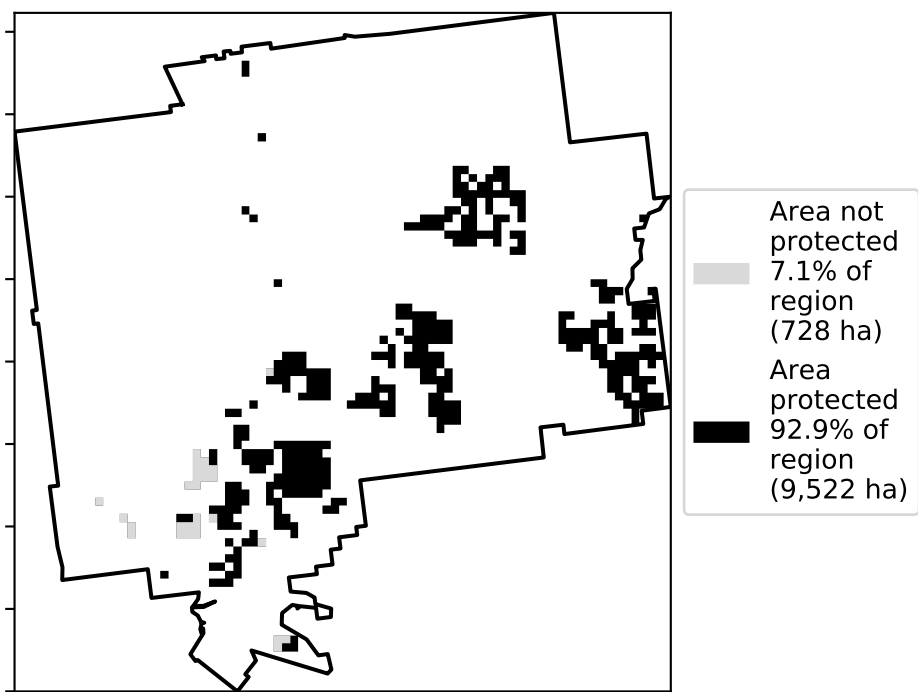 Area not
protected
7.1% of
region
(728 ha)
Area
protected
92.9% of
region
(9,522 ha)